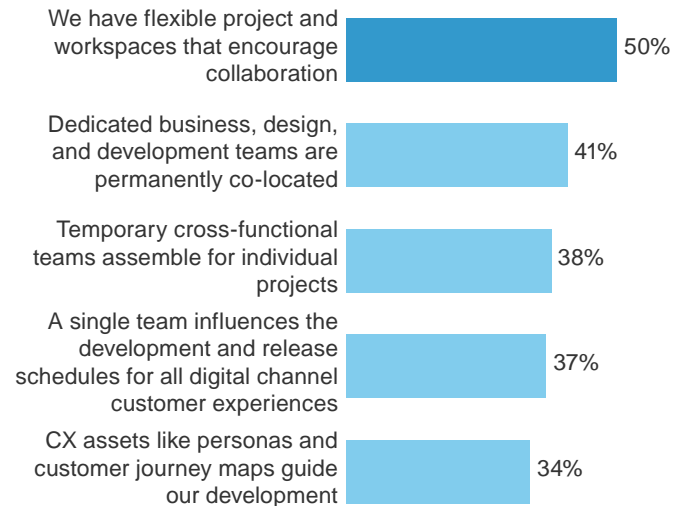 We have flexible project and
workspaces that encourage
collaboration
50%
Dedicated business, design,
and development teams are
permanently co-located
41%
Temporary cross-functional
teams assemble for individual
projects
38%
A single team influences the
development and release
schedules for all digital channel
customer experiences
37%
CX assets like personas and
customer journey maps guide
our development
34%